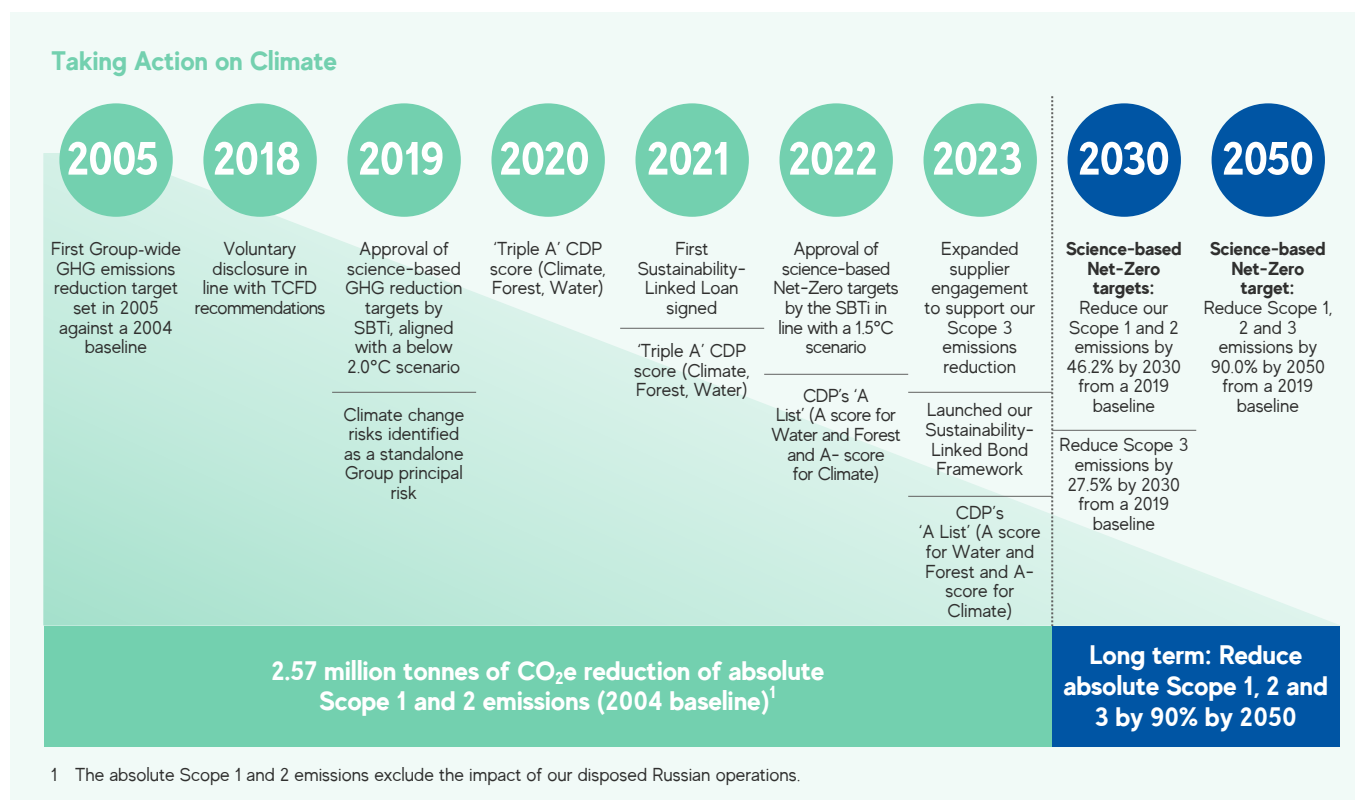 Taking Action on Climate
2005
First Group-wide
GHG emissions
reduction target
set in 2005
against a 2004
baseline
2018
Voluntary
disclosure in
line with TCFD
recommendations
2019
Approval of
science-based
GHG reduction
targets by
SBTi, aligned
with a below
2.0°C scenario
Climate change
risks identified
as a standalone
Group principal
risk
2020
‘Triple A’ CDP
score (Climate,
Forest, Water)
2021
First
Sustainability-
Linked Loan
signed
‘Triple A’ CDP
score (Climate,
Forest, Water)
2022
Approval of
science-based
Net-Zero targets
by the SBTi in
line with a 1.5°C
scenario
CDP’s ‘A
List’ (A score for
Water and Forest
and A- score
for Climate)
2023
Expanded
supplier
engagement
to support our
Scope 3
emissions
reduction
Launched our
Sustainability-
Linked Bond
Framework
CDP’s
‘A List’ (A score
for Water and
Forest and A-
score for
Climate)
2030
Science-based
Net-Zero
targets:
Reduce our
Scope 1 and 2
emissions by
46.2% by 2030
from a 2019
baseline
Reduce Scope 3
emissions by
27.5% by 2030
from a 2019
baseline
2050
Science-based
Net-Zero
target:
Reduce Scope 1,
2 and 3
emissions by
90.0% by 2050
from a 2019
baseline
2.57 million tonnes of CO₂e reduction of absolute
Scope 1 and 2 emissions (2004 baseline)¹
Long term: Reduce
absolute Scope 1, 2 and
3 by 90% by 2050
1 The absolute Scope 1 and 2 emissions exclude the impact of our disposed Russian operations.